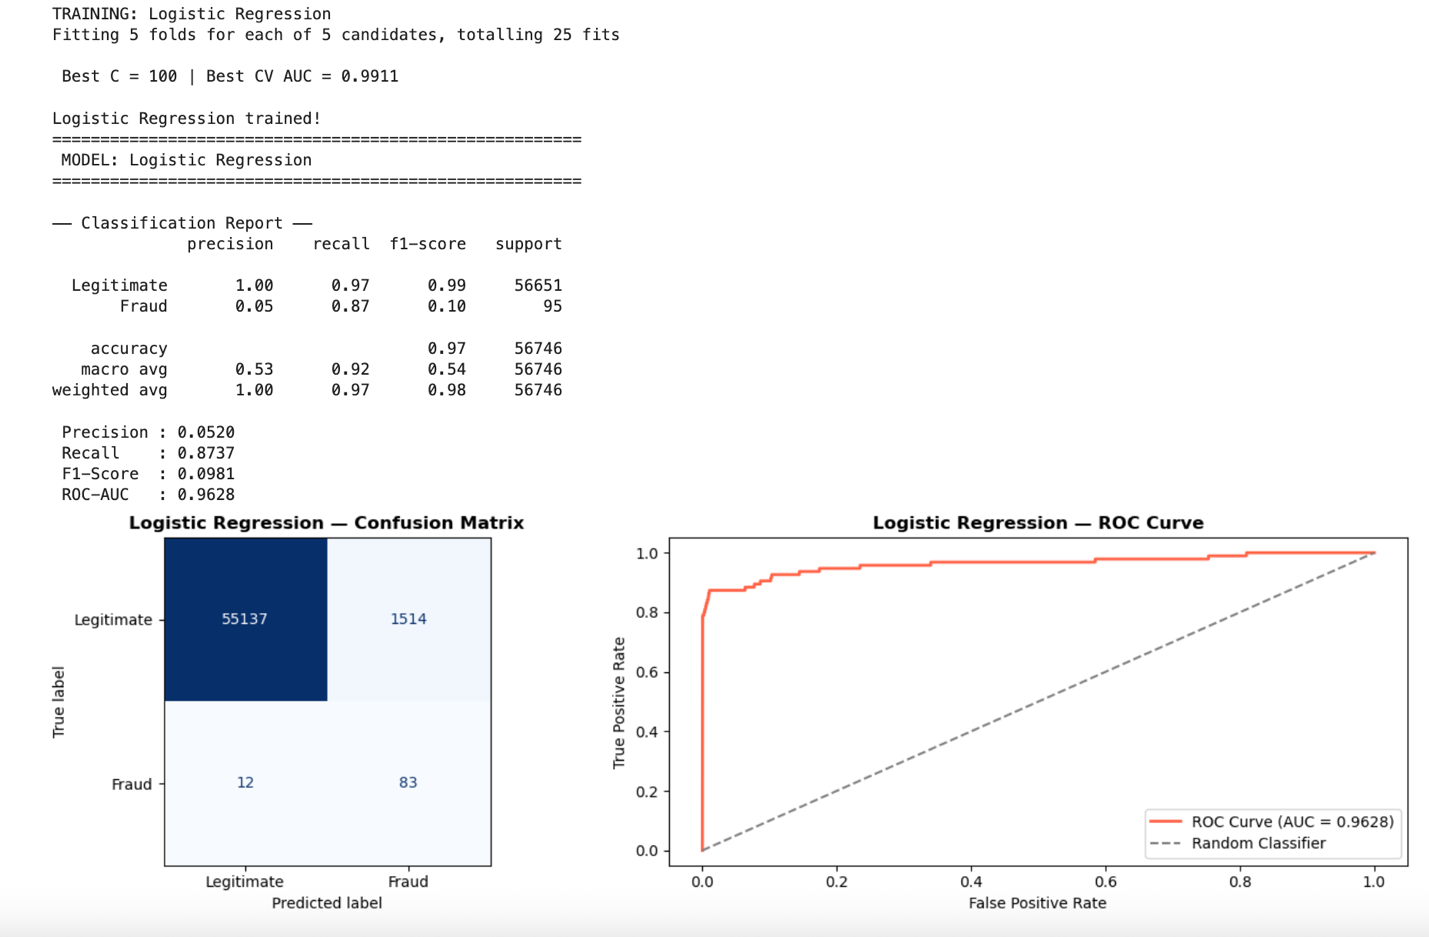 TRAINING: Logistic Regression
Fitting 5 folds for each of 5 candidates, totalling 25 fits
Best C = 100 | Best CV AUC = 0.9911
Logistic Regression trained!
=======================================================
MODEL: Logistic Regression
=======================================================
—— Classification Report ——
precision recall f1-score support
Legitimate 1.00 0.97 0.99 56651
Fraud 0.05 0.87 0.10 95
accuracy 0.97 56746
macro avg 0.53 0.92 0.54 56746
weighted avg 1.00 0.97 0.98 56746
Precision : 0.0520
Recall : 0.8737
F1-Score : 0.0981
ROC-AUC : 0.9628
Logistic Regression — Confusion Matrix
True label
Legitimate
55137 1514
Fraud
12 83
Legitimate Fraud
Predicted label
Logistic Regression — ROC Curve
True Positive Rate
1.0
0.8
0.6
0.4
0.2
0.0
ROC Curve (AUC = 0.9628)
Random Classifier
0.0 0.2 0.4 0.6 0.8 1.0
False Positive Rate